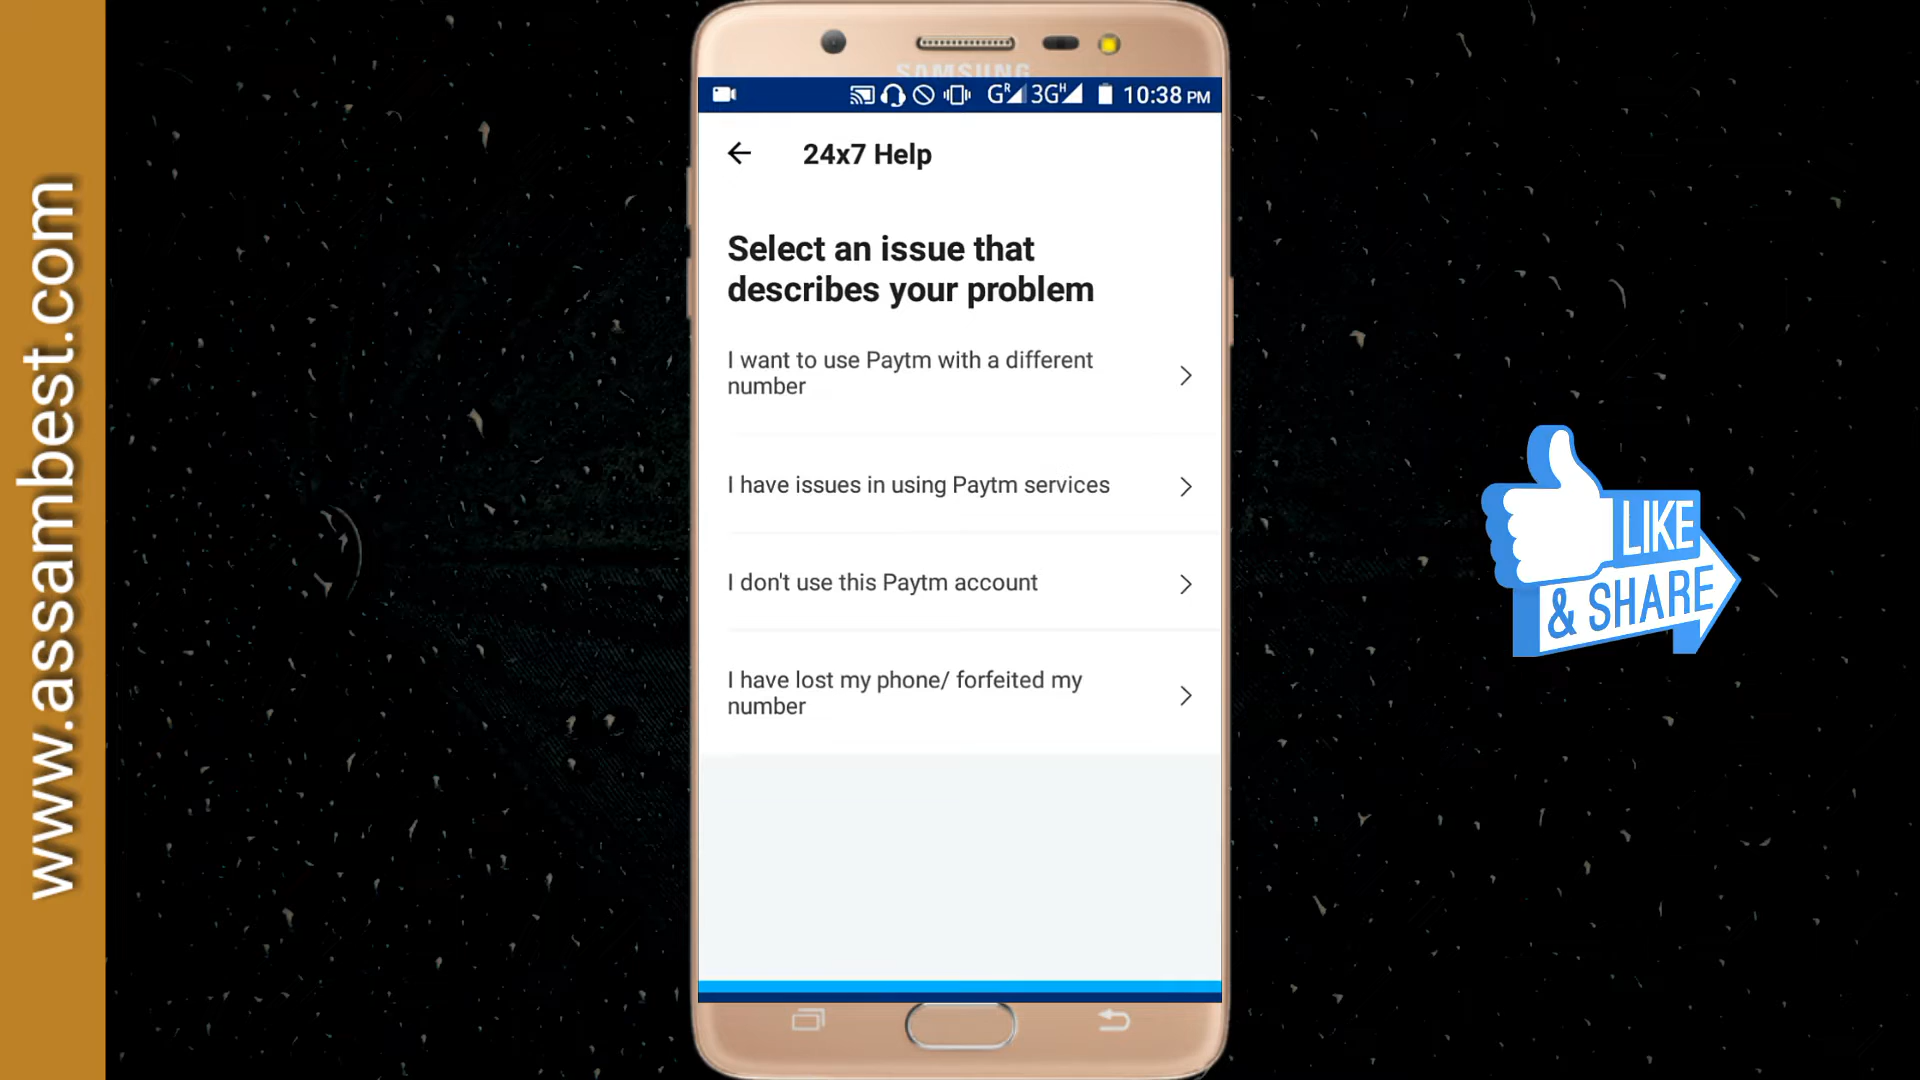 www.assambest.com
SAMSUNG
3G 10:38 PM
24x7 Help
Select an issue that
describes your problem
I want to use Paytm with a different
number
I have issues in using Paytm services
I don't use this Paytm account
I have lost my phone/ forfeited my
number
LIKE
& SHARE